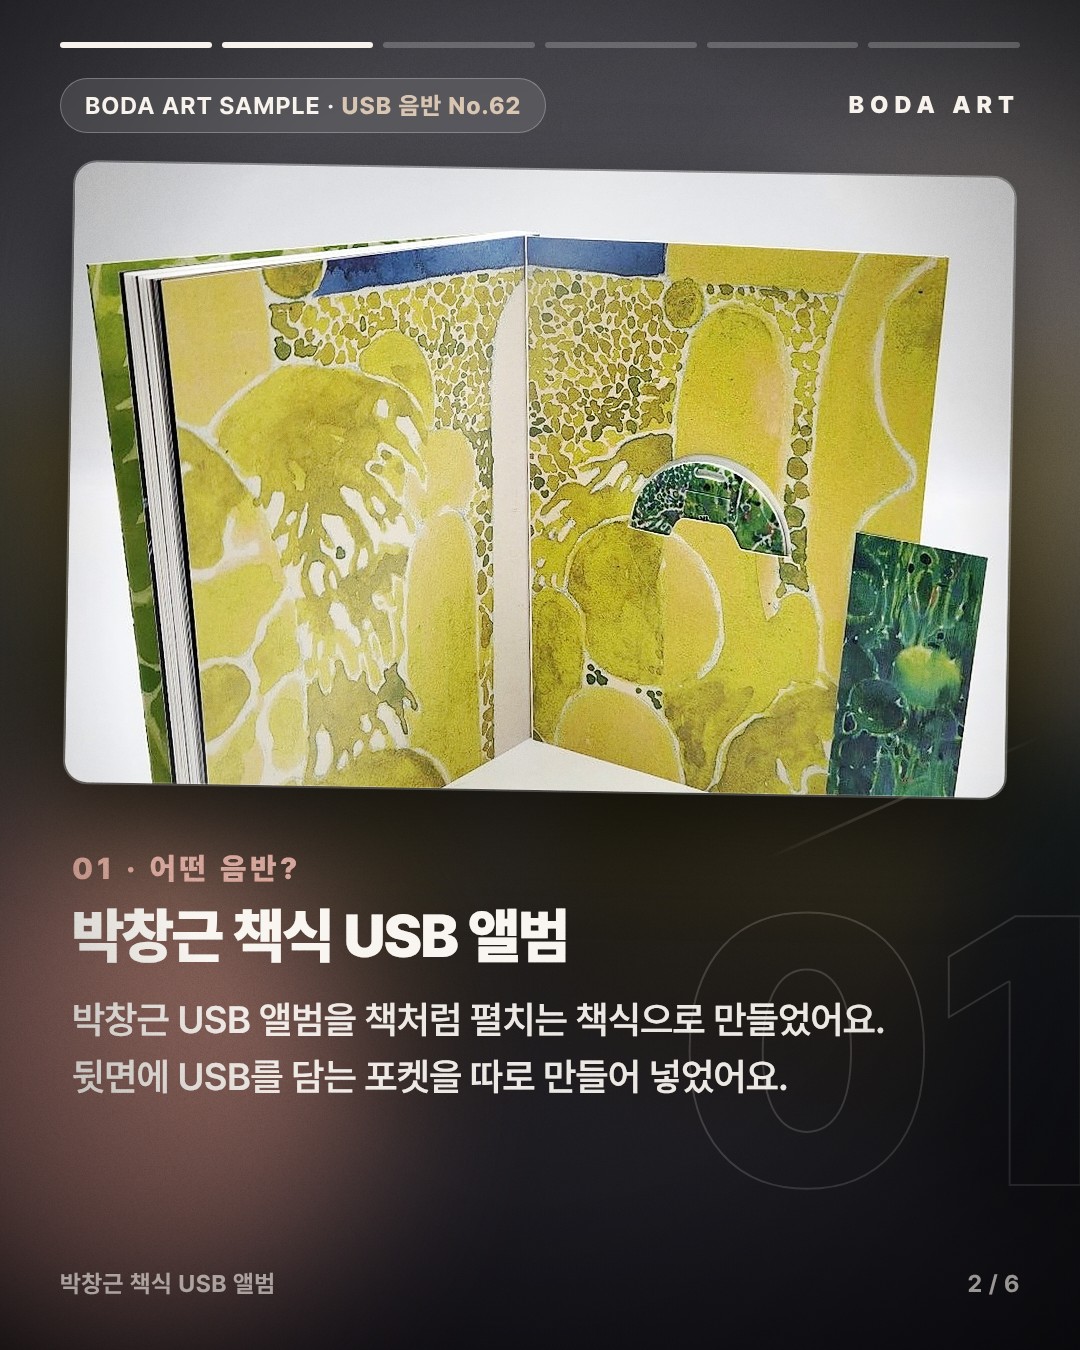 BODA ART SAMPLE · USB 음반 No.62
BODA ART
01 · 어떤 음반?
박창근 책식 USB 앨범
박창근 USB 앨범을 책처럼 펼치는 책식으로 만들었어요.
뒷면에 USB를 담는 포켓을 따로 만들어 넣었어요.
01
박창근 책식 USB 앨범
2 / 6